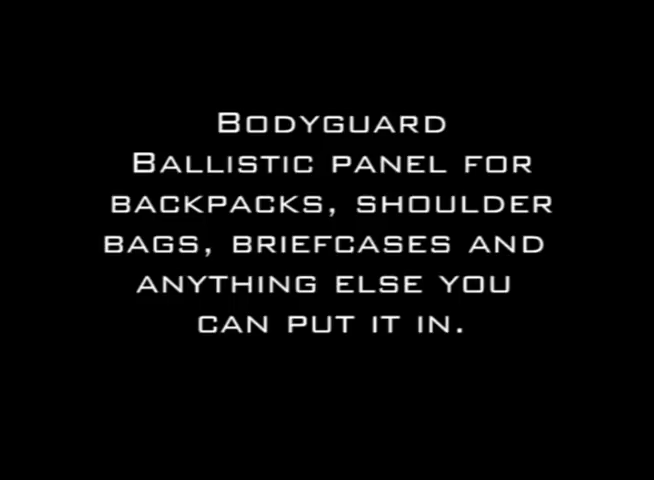 Bodyguard
Ballistic panel for
backpacks, shoulder
bags, briefcases and
anything else you
can put it in.